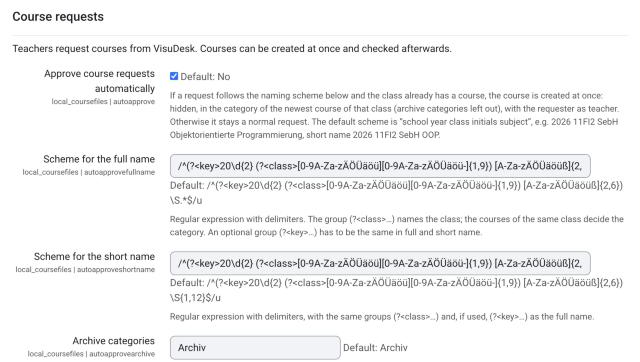 Course requests
Teachers request courses from VisuDesk. Courses can be created at once and checked afterwards.
Approve course requests
automatically
local_coursefiles | autoapprove
Default: No
If a request follows the naming scheme below and the class already has a course, the course is created at once:
hidden, in the category of the newest course of that class (archive categories left out), with the requester as teacher.
Otherwise it stays a normal request. The default scheme is "school year class initials subject", e.g. 2026 11FI2 SebH
Objektorientierte Programmierung, short name 2026 11FI2 SebH OOP.
Scheme for the full name
local_coursefiles | autoapprovefullname
/^(?<key>20\d{2} (?<class>[0-9A-Za-zÄÖÜäöü][0-9A-Za-zÄÖÜäöü-]{1,9}) [A-Za-zÄÖÜäöüß]{2,
Default: /^(?<key>20\d{2} (?<class>[0-9A-Za-zÄÖÜäöü][0-9A-Za-zÄÖÜäöü-]{1,9}) [A-Za-zÄÖÜäöüß]{2,6})
\S.*$/u
Regular expression with delimiters. The group (?<class>…) names the class; the courses of the same class decide the
category. An optional group (?<key>…) has to be the same in full and short name.
Scheme for the short name
local_coursefiles | autoapproveshortname
/^(?<key>20\d{2} (?<class>[0-9A-Za-zÄÖÜäöü][0-9A-Za-zÄÖÜäöü-]{1,9}) [A-Za-zÄÖÜäöüß]{2,
Default: /^(?<key>20\d{2} (?<class>[0-9A-Za-zÄÖÜäöü][0-9A-Za-zÄÖÜäöü-]{1,9}) [A-Za-zÄÖÜäöüß]{2,6})
\S{1,12}$/u
Regular expression with delimiters, with the same groups (?<class>…) and, if used, (?<key>…) as the full name.
Archive categories
local_coursefiles | autoapprovearchive
Archiv
Default: Archiv